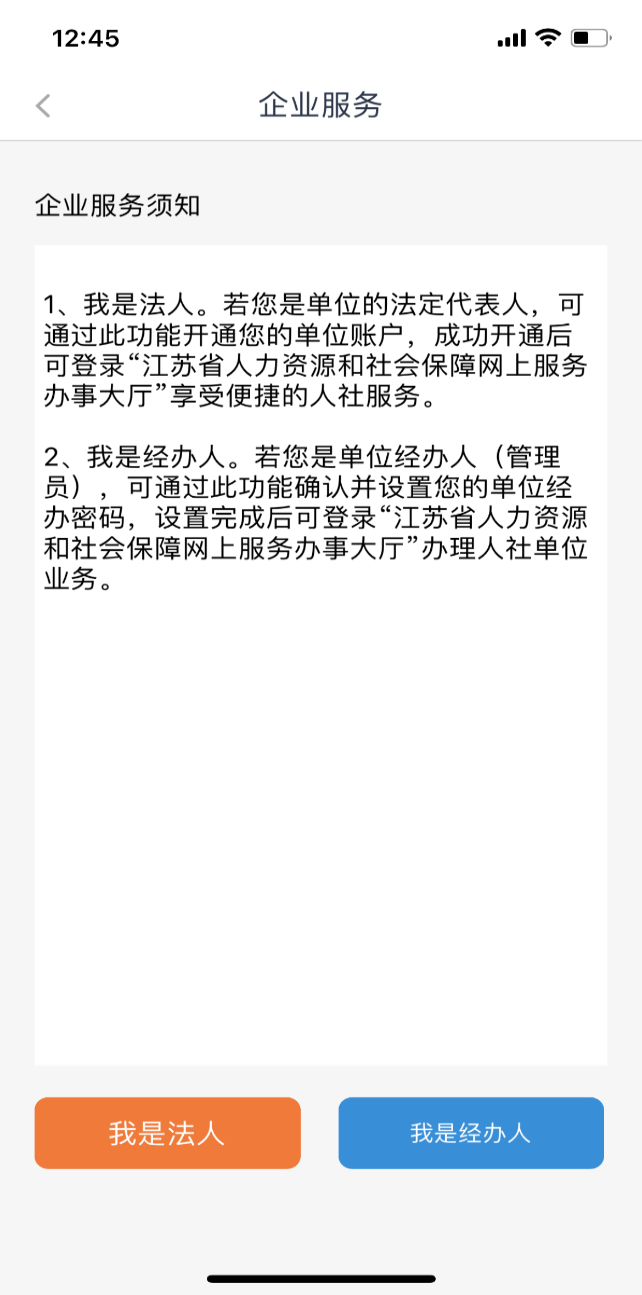 12:45
企业服务
企业服务须知
1、我是法人。若您是单位的法定代表人，可
通过此功能开通您的单位账户，成功开通后
可登录“江苏省人力资源和社会保障网上服务
办事大厅”享受便捷的人社服务。
2、我是经办人。若您是单位经办人（管理
员），可通过此功能确认并设置您的单位经
办密码，设置完成后可登录“江苏省人力资源
和社会保障网上服务办事大厅”办理人社单位
业务。
我是法人
我是经办人